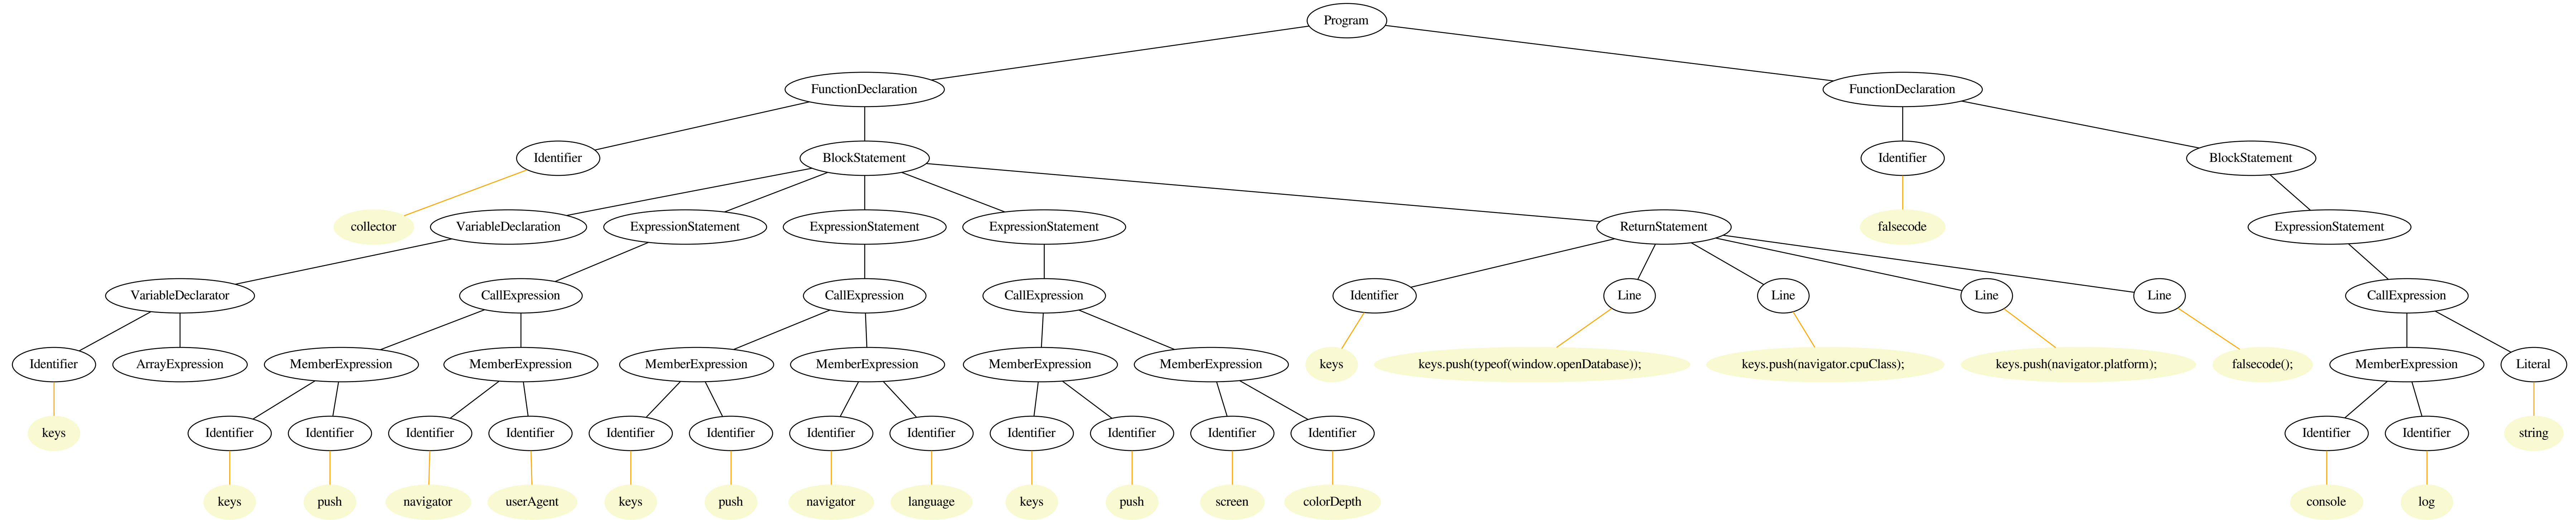 Program
FunctionDeclaration FunctionDeclaration
Identifier BlockStatement Identifier BlockStatement
collector VariableDeclaration ExpressionStatement ExpressionStatement ExpressionStatement ReturnStatement falsecode ExpressionStatement
VariableDeclarator CallExpression CallExpression CallExpression Identifier Line Line Line Line CallExpression
Identifier ArrayExpression MemberExpression MemberExpression MemberExpression MemberExpression MemberExpression MemberExpression keys keys.push(typeof(window.openDatabase)); keys.push(navigator.cpuClass); keys.push(navigator.platform); falsecode(); MemberExpression Literal
keys Identifier Identifier Identifier Identifier Identifier Identifier Identifier Identifier Identifier Identifier Identifier Identifier Identifier Identifier string
keys push navigator userAgent keys push navigator language keys push screen colorDepth console log